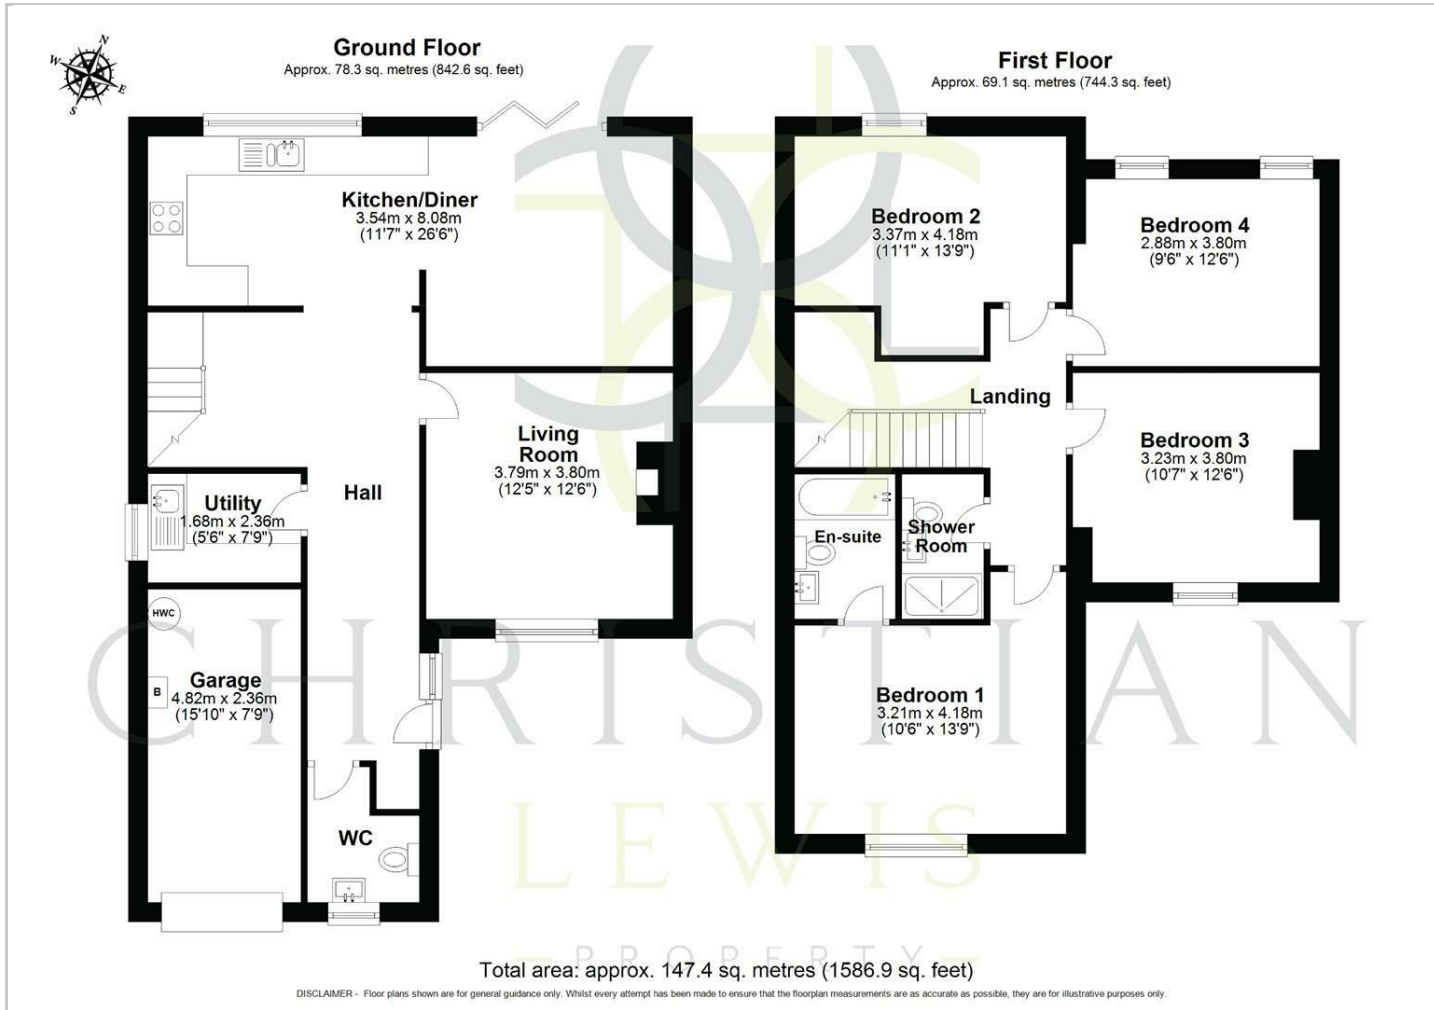 N
W
E
S
Ground Floor
Approx. 78.3 sq. metres (842.6 sq. feet)
Kitchen/Diner
3.54m x 8.08m
(11'7" x 26'6")
Living
Room
3.79m x 3.80m
(12'5" x 12'6")
Hall
Utility
1.68m x 2.36m
(5'6" x 7'9")
HWC
B
Garage
4.82m x 2.36m
(15'10" x 7'9")
WC
First Floor
Approx. 69.1 sq. metres (744.3 sq. feet)
Bedroom 2
3.37m x 4.18m
(11'1" x 13'9")
Bedroom 4
2.88m x 3.80m
(9'6" x 12'6")
Landing
Bedroom 3
3.23m x 3.80m
(10'7" x 12'6")
En-suite
Shower
Room
Bedroom 1
3.21m x 4.18m
(10'6" x 13'9")
CHRISTIAN
LEWIS
PROPERTY
Total area: approx. 147.4 sq. metres (1586.9 sq. feet)
DISCLAIMER - Floor plans shown are for general guidance only. Whilst every attempt has been made to ensure that the floorplan measurements are as accurate as possible, they are for illustrative purposes only.